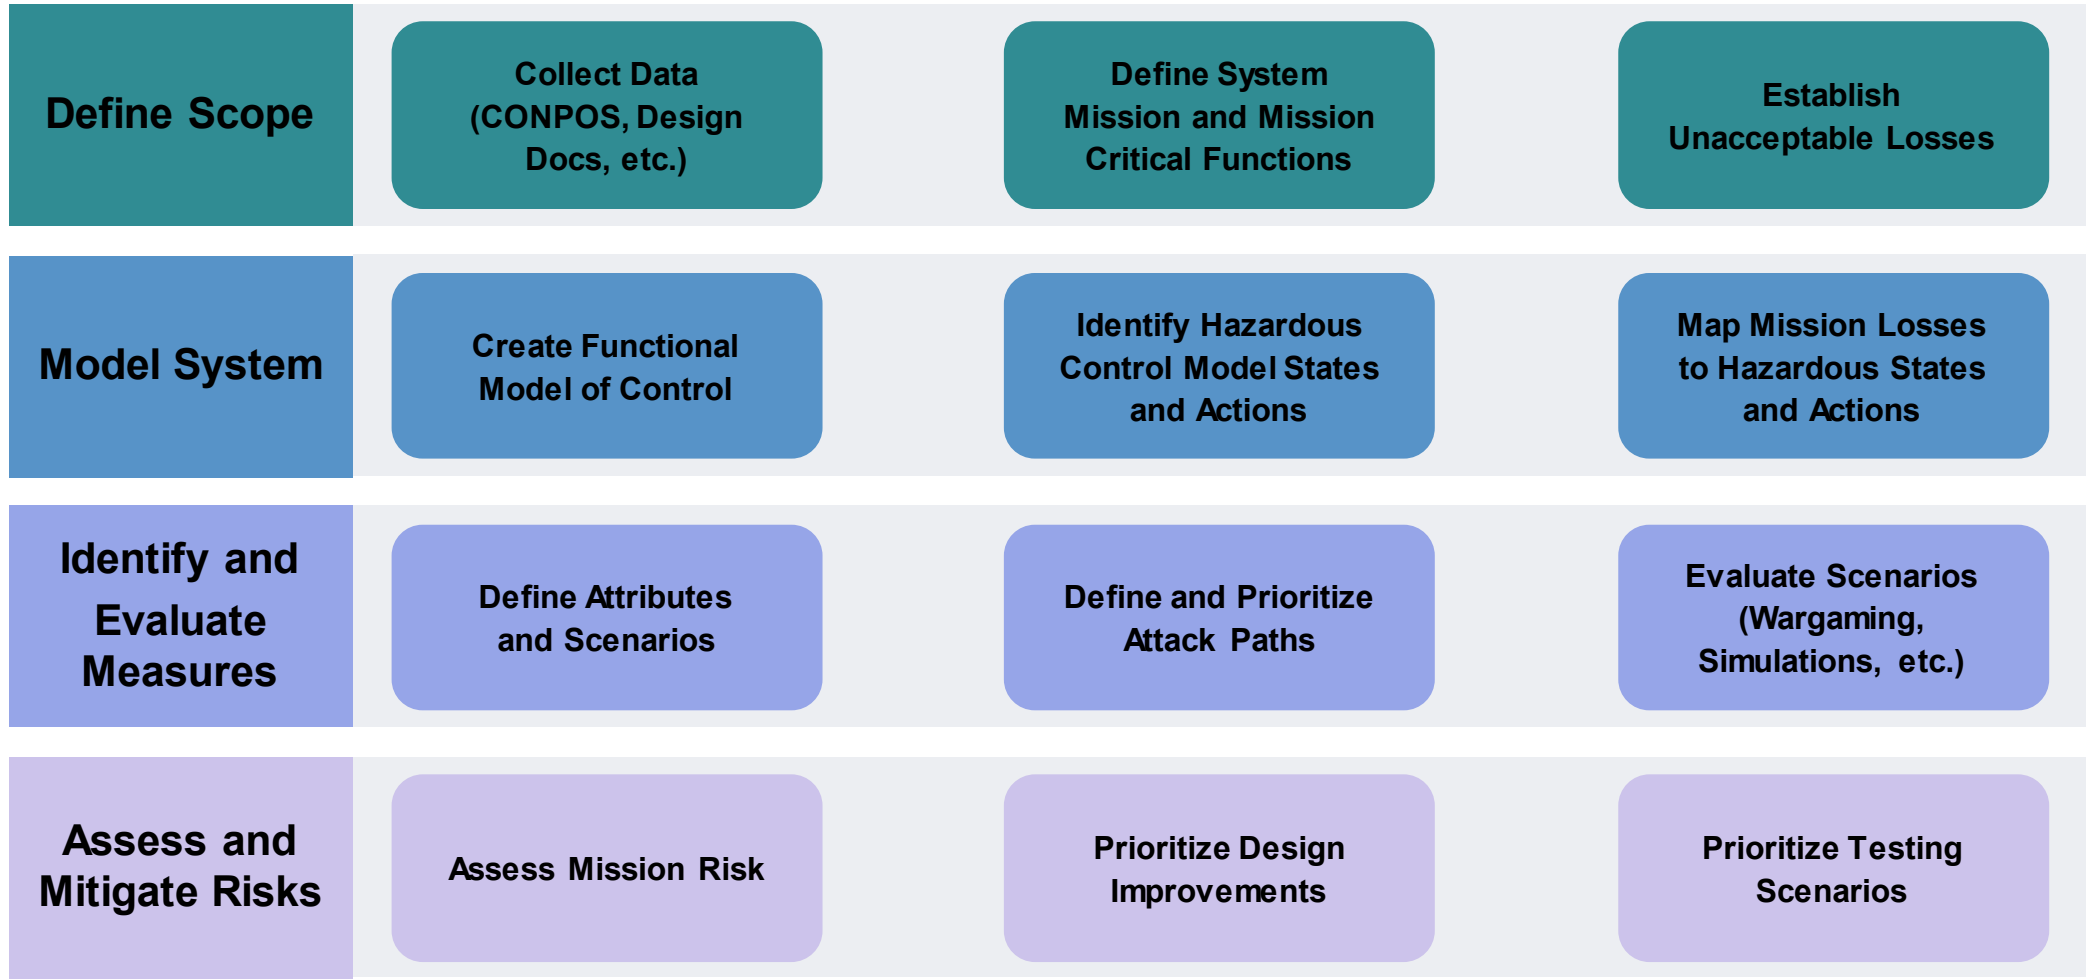 Define Scope
Collect Data
(CONPOS, Design
Docs, etc.)
Define System
Mission and Mission
Critical Functions
Establish
Unacceptable Losses
Model System
Create Functional
Model of Control
Identify Hazardous
Control Model States
and Actions
Map Mission Losses
to Hazardous States
and Actions
Identify and
Evaluate
Measures
Define Attributes
and Scenarios
Define and Prioritize
Attack Paths
Evaluate Scenarios
(Wargaming,
Simulations, etc.)
Assess and
Mitigate Risks
Assess Mission Risk
Prioritize Design
Improvements
Prioritize Testing
Scenarios